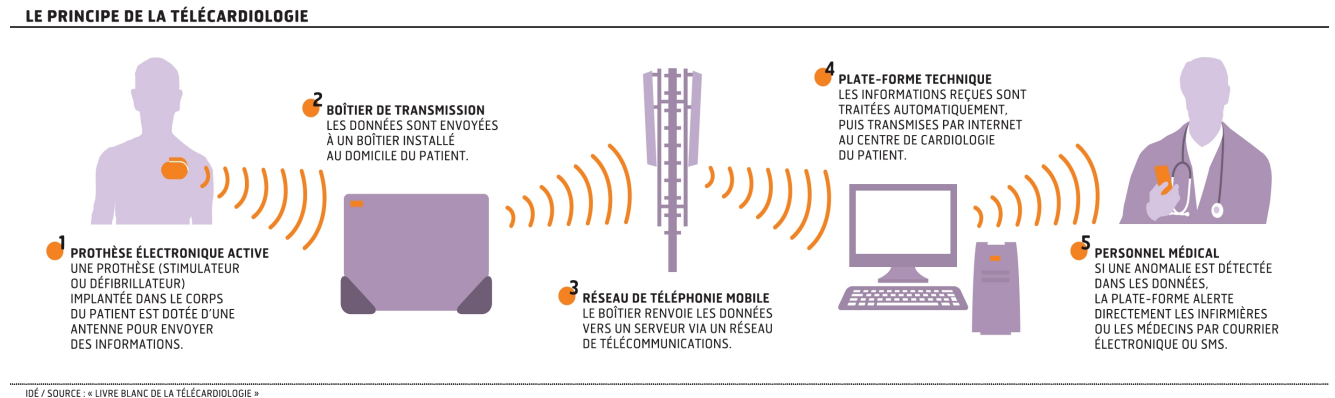 LE PRINCIPE DE LA TÉLÉCARDIOLOGIE
1
PROTHÈSE ÉLECTRONIQUE ACTIVE
UNE PROTHÈSE (STIMULATEUR
OU DÉFIBRILLATEUR)
IMPLANTÉE DANS LE CORPS
DU PATIENT EST DOTÉE D'UNE
ANTENNE POUR ENVOYER
DES INFORMATIONS.
2
BOÎTIER DE TRANSMISSION
LES DONNÉES SONT ENVOYÉES
À UN BOÎTIER INSTALLÉ
AU DOMICILE DU PATIENT.
3
RÉSEAU DE TÉLÉPHONIE MOBILE
LE BOÎTIER RENVOIE LES DONNÉES
VERS UN SERVEUR VIA UN RÉSEAU
DE TÉLÉCOMMUNICATIONS.
4
PLATE-FORME TECHNIQUE
LES INFORMATIONS REÇUES SONT
TRAITÉES AUTOMATIQUEMENT,
PUIS TRANSMISES PAR INTERNET
AU CENTRE DE CARDIOLOGIE
DU PATIENT.
5
PERSONNEL MÉDICAL
SI UNE ANOMALIE EST DÉTECTÉE
DANS LES DONNÉES,
LA PLATE-FORME ALERTE
DIRECTEMENT LES INFIRMIÈRES
OU LES MÉDECINS PAR COURRIER
ÉLECTRONIQUE OU SMS.
IDÉ / SOURCE : « LIVRE BLANC DE LA TÉLÉCARDIOLOGIE »